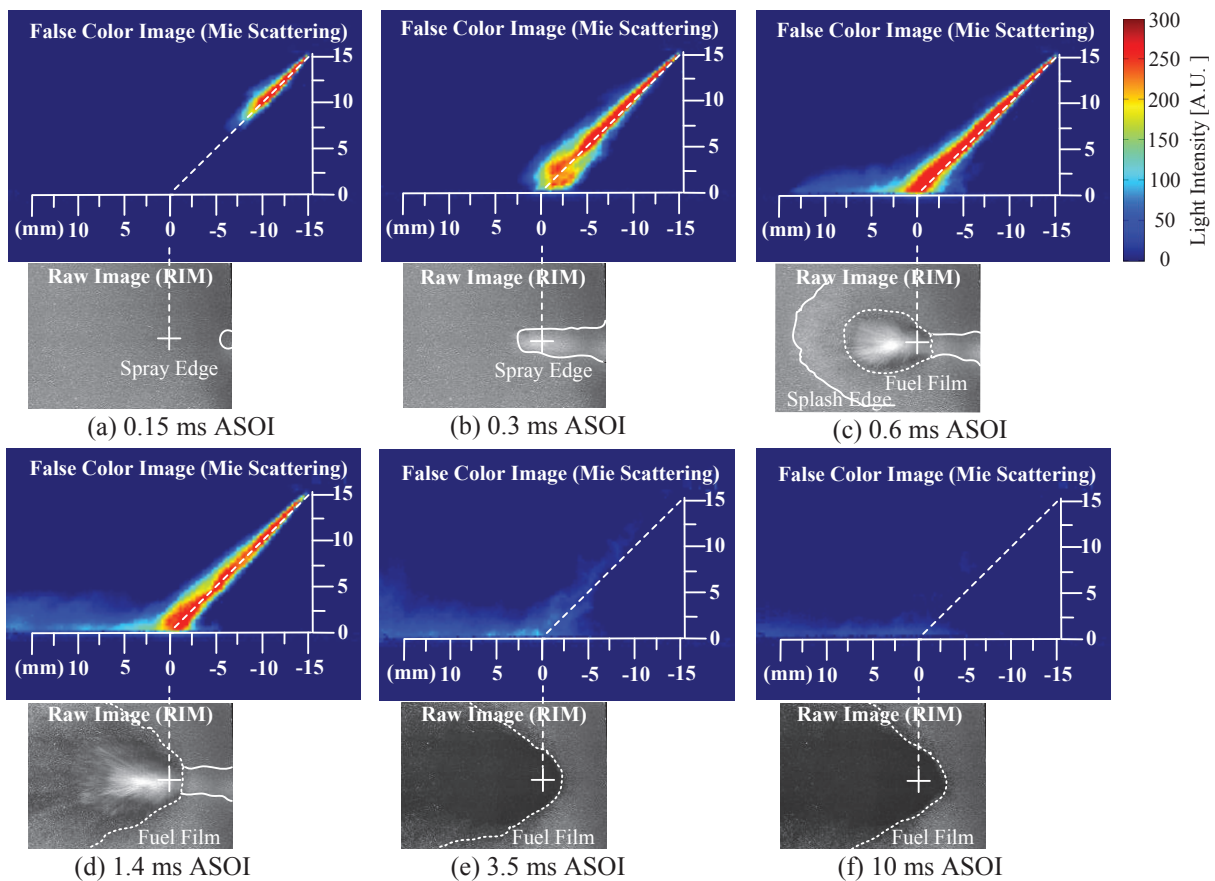 False Color Image (Mie Scattering)
15
10
5
0
(mm) 10 5 0 -5 -10 -15
Raw Image (RIM)
Spray Edge
(a) 0.15 ms ASOI
False Color Image (Mie Scattering)
15
10
5
0
(mm) 10 5 0 -5 -10 -15
Raw Image (RIM)
Spray Edge
(b) 0.3 ms ASOI
False Color Image (Mie Scattering)
15
10
5
0
(mm) 10 5 0 -5 -10 -15
Raw Image (RIM)
Fuel Film
Splash Edge
(c) 0.6 ms ASOI
300
250
200
150
100
50
0
Light Intensity [A.U.]
False Color Image (Mie Scattering)
15
10
5
0
(mm) 10 5 0 -5 -10 -15
Raw Image (RIM)
Fuel Film
(d) 1.4 ms ASOI
False Color Image (Mie Scattering)
15
10
5
0
(mm) 10 5 0 -5 -10 -15
Raw Image (RIM)
Fuel Film
(e) 3.5 ms ASOI
False Color Image (Mie Scattering)
15
10
5
0
(mm) 10 5 0 -5 -10 -15
Raw Image (RIM)
Fuel Film
(f) 10 ms ASOI